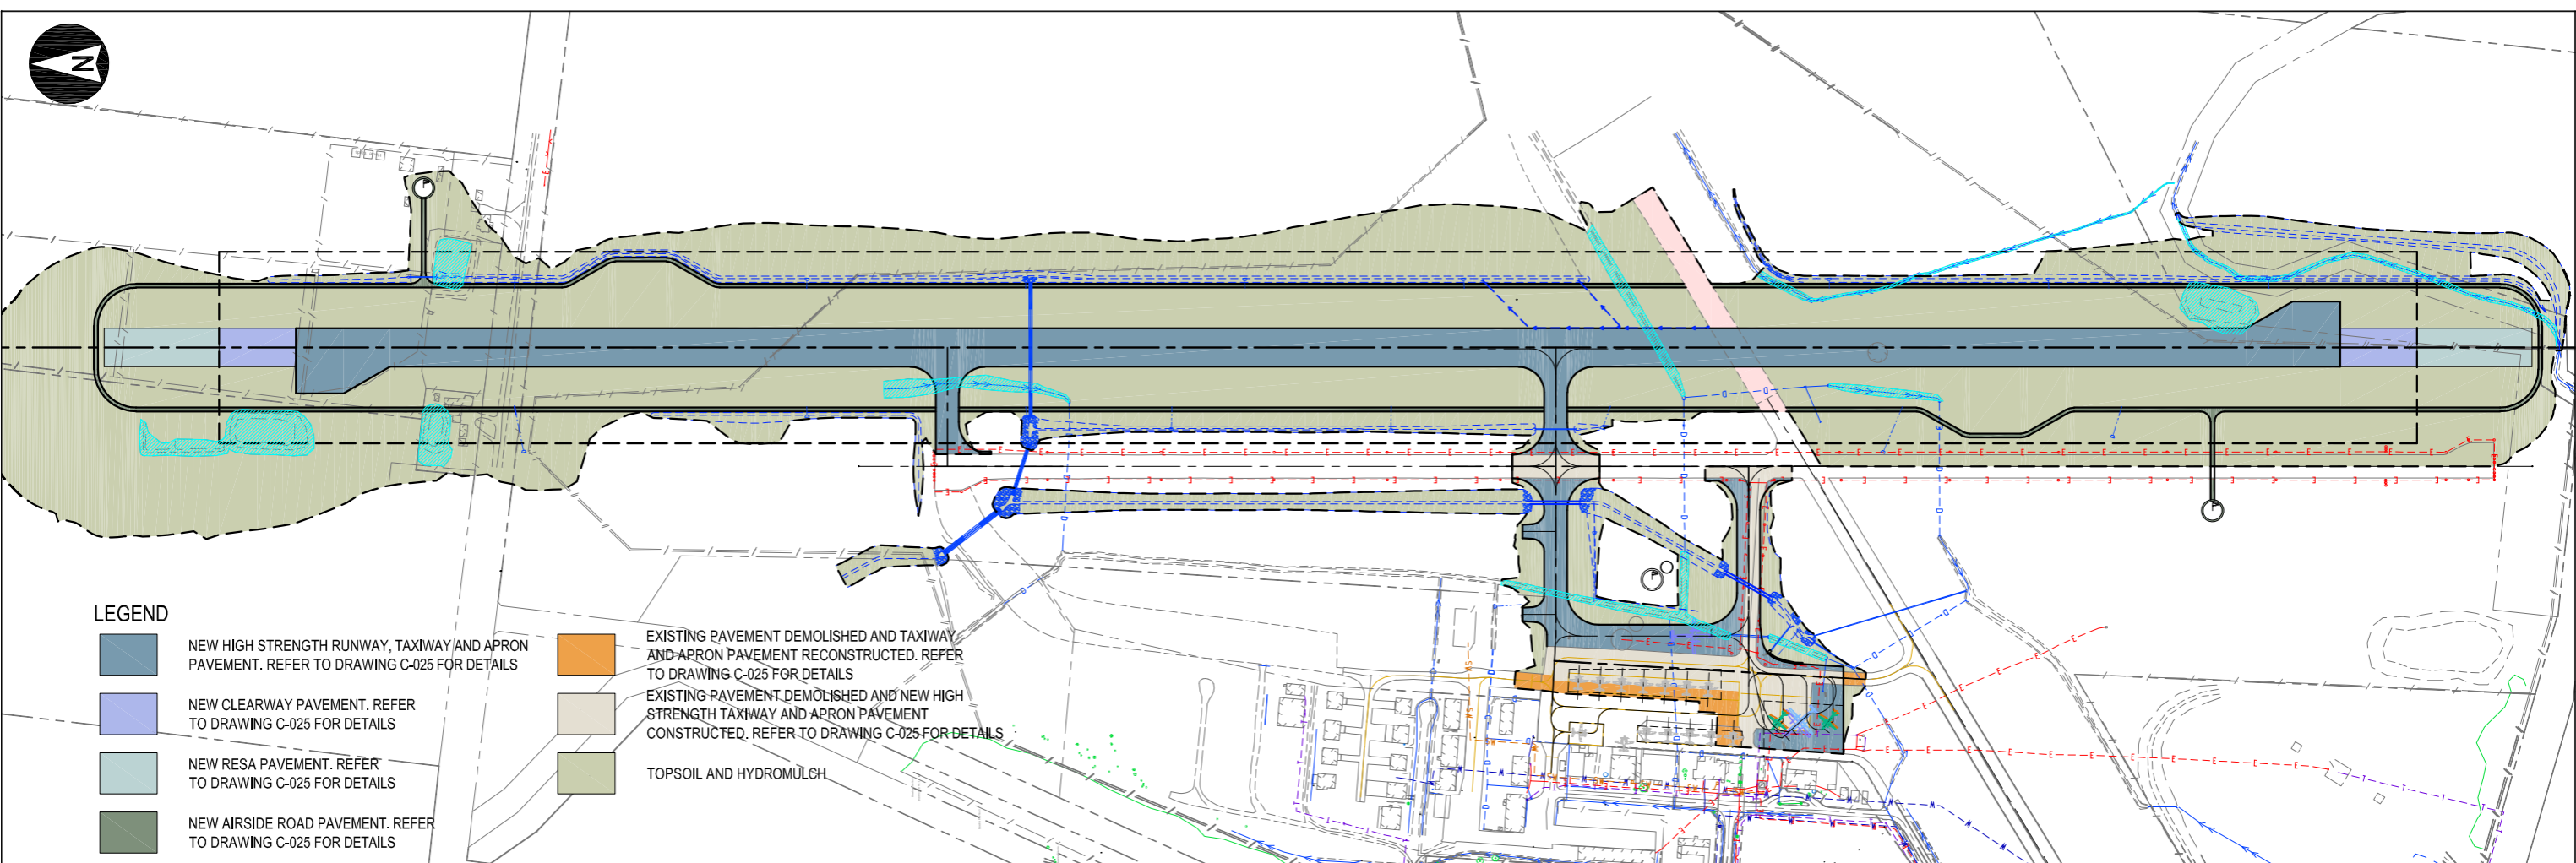 N
LEGEND
NEW HIGH STRENGTH RUNWAY, TAXIWAY AND APRON
PAVEMENT. REFER TO DRAWING C-025 FOR DETAILS
NEW CLEARWAY PAVEMENT. REFER
TO DRAWING C-025 FOR DETAILS
NEW RESA PAVEMENT. REFER
TO DRAWING C-025 FOR DETAILS
NEW AIRSIDE ROAD PAVEMENT. REFER
TO DRAWING C-025 FOR DETAILS
EXISTING PAVEMENT DEMOLISHED AND TAXIWAY
AND APRON PAVEMENT RECONSTRUCTED. REFER
TO DRAWING C-025 FOR DETAILS
EXISTING PAVEMENT DEMOLISHED AND NEW HIGH
STRENGTH TAXIWAY AND APRON PAVEMENT
CONSTRUCTED. REFER TO DRAWING C-025 FOR DETAILS
TOPSOIL AND HYDROMULCH